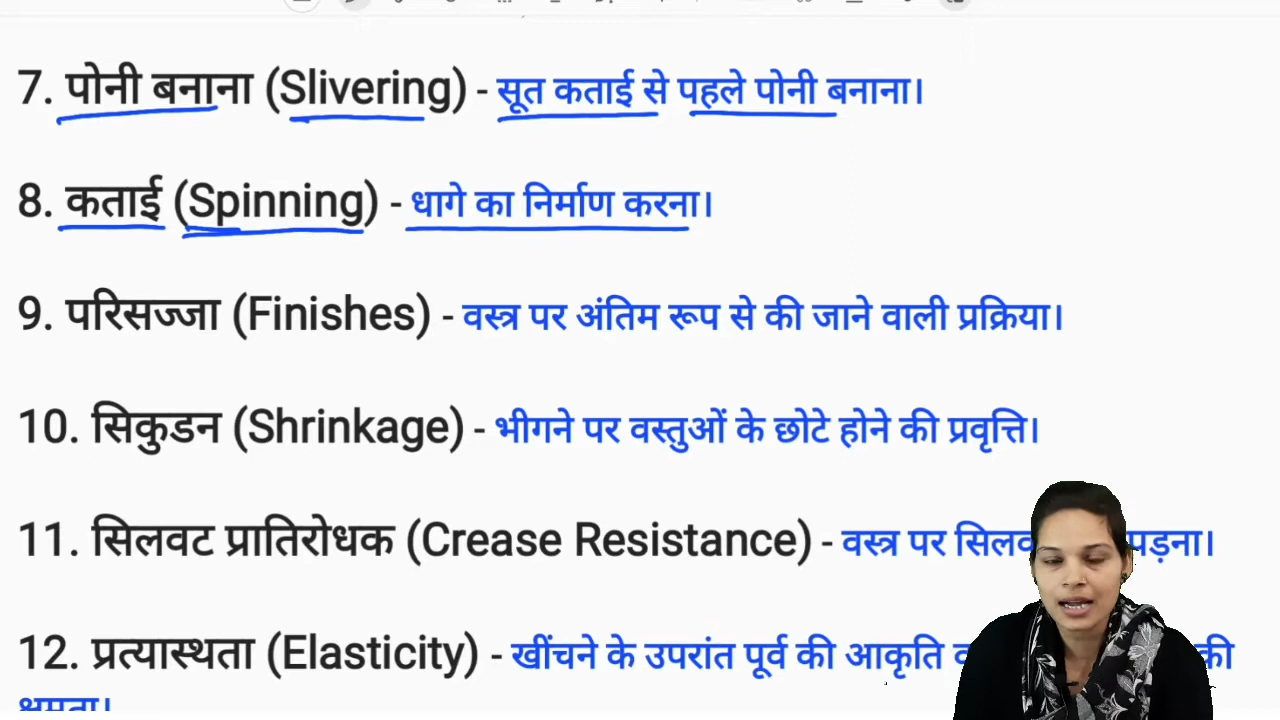 7. पोनी बनाना (Slivering) - सूत कताई से पहले पोनी बनाना।
8. कताई (Spinning) - धागे का निर्माण करना।
9. परिसज्जा (Finishes) - वस्त्र पर अंतिम रूप से की जाने वाली प्रक्रिया।
10. सिकुडन (Shrinkage) - भीगने पर वस्तुओं के छोटे होने की प्रवृत्ति।
11. सिलवट प्रातिरोधक (Crease Resistance) - वस्त्र पर पड़ना।
12. प्रत्यास्थता (Elasticity) - खींचने के उपरांत पूर्व की आकृति की
क्षमता।